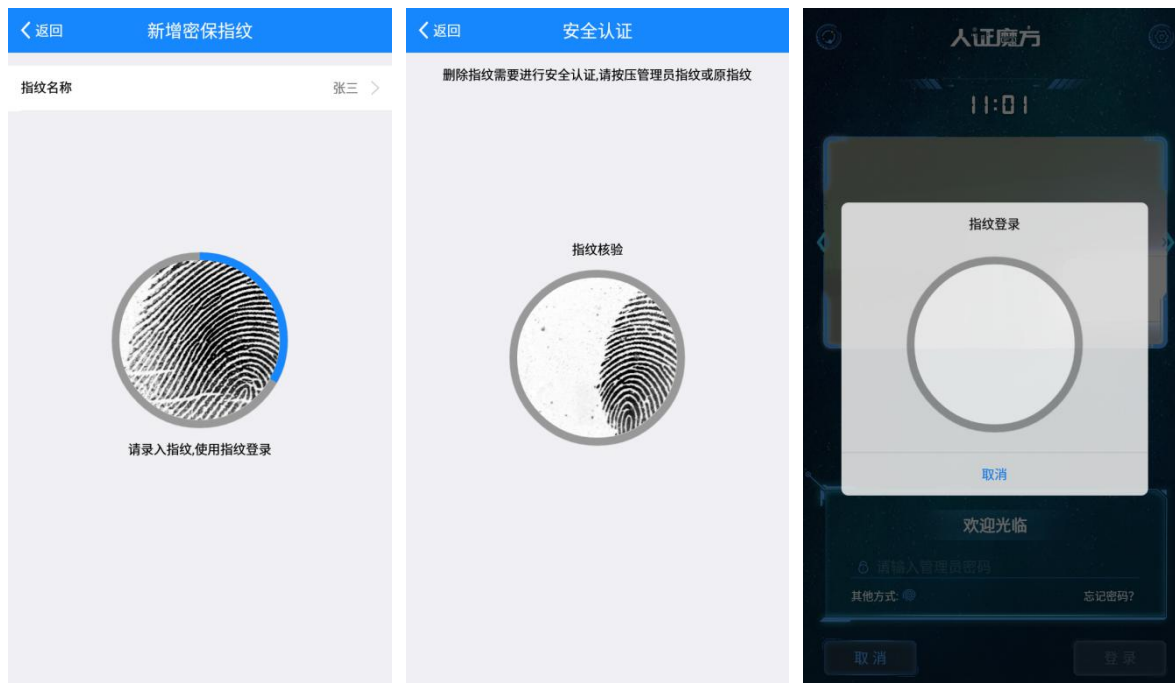 返回
新增密保指纹
指纹名称
张三
请录入指纹,使用指纹登录
返回
安全认证
删除指纹需要进行安全认证,请按压管理员指纹或原指纹
指纹核验
人证魔方
11:01
指纹登录
取消
欢迎光临
请输入管理员密码
其他方式:
忘记密码?
取消
登录